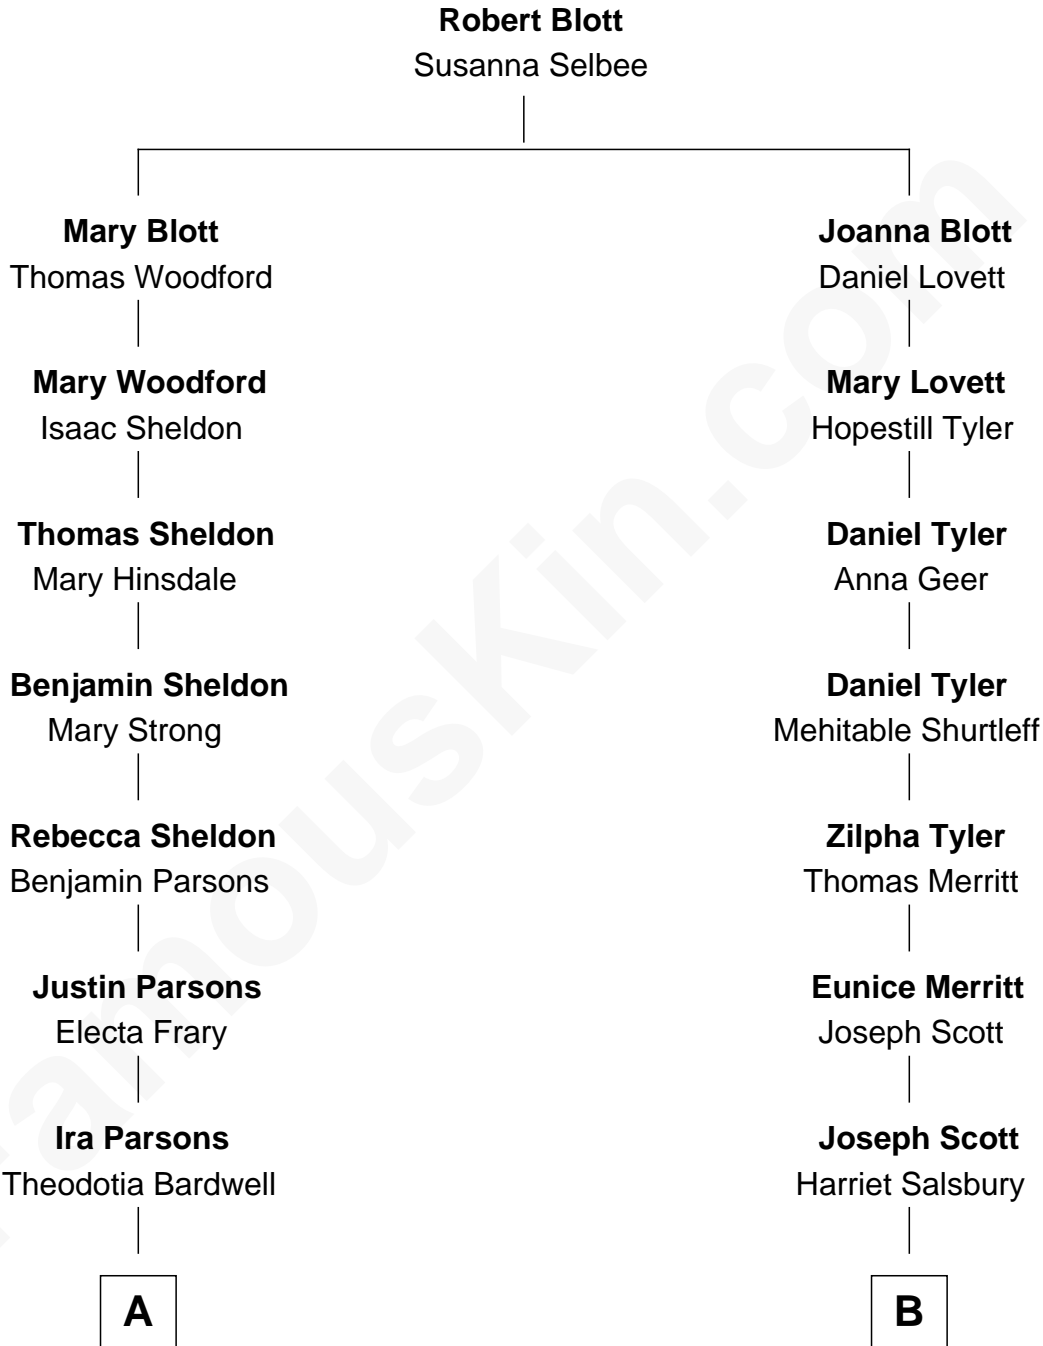 Robert Blott
Susanna Selbee
Mary Blott
Thomas Woodford
Joanna Blott
Daniel Lovett
Mary Woodford
Isaac Sheldon
Mary Lovett
Hopestill Tyler
Thomas Sheldon
Mary Hinsdale
Daniel Tyler
Anna Geer
Benjamin Sheldon
Mary Strong
Daniel Tyler
Mehitable Shurtleff
Rebecca Sheldon
Benjamin Parsons
Zilpha Tyler
Thomas Merritt
Justin Parsons
Electa Frary
Eunice Merritt
Joseph Scott
Ira Parsons
Theodotia Bardwell
Joseph Scott
Harriet Salsbury
A
B
FamousKin.com